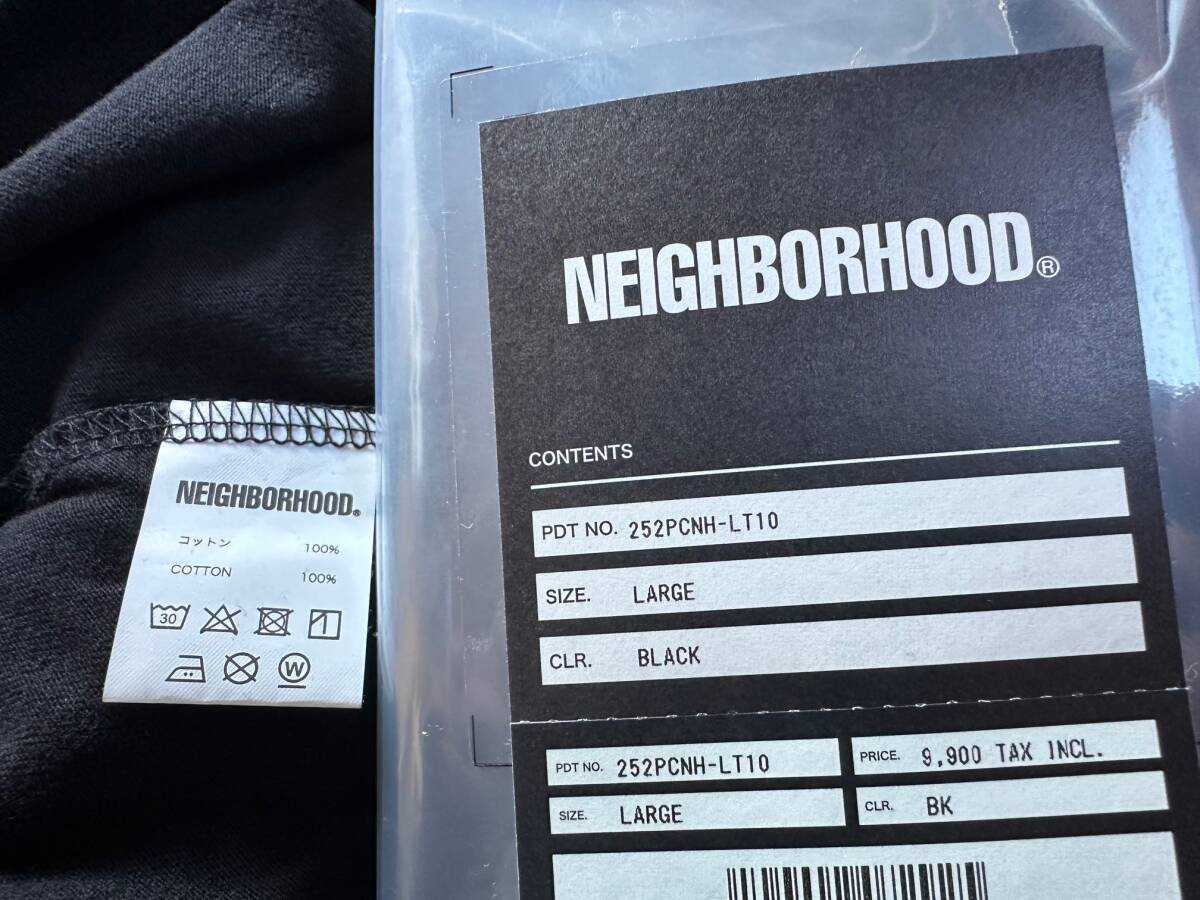 NEIGHBORHOOD®
コットン 100%
COTTON 100%
30
W
NEIGHBORHOOD®
CONTENTS
PDT NO. 252PCNH-LT10
SIZE. LARGE
CLR. BLACK
PDT NO. 252PCNH-LT10
PRICE. 9,900 TAX INCL.
SIZE. LARGE
CLR. BK